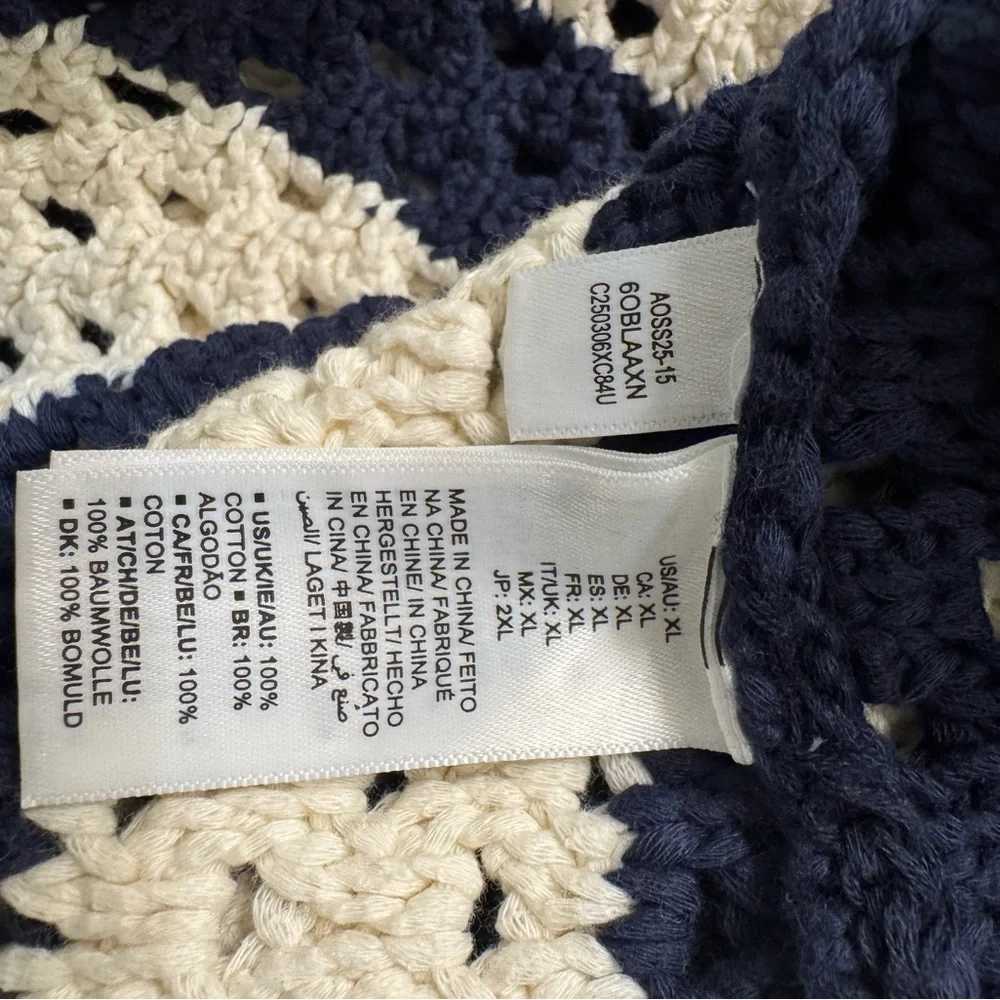 AOSS25-15
6OBLAAXN
C250306XC84U
US/AU: XL
CA: XL
DE: XL
ES: XL
FR: XL
IT/UK: XL
MX: XL
JP: 2XL
MADE IN CHINA/ FEITO
NA CHINA/ FABRIQUÉ
EN CHINE/ IN CHINA
HERGESTELLT/ HECHO
EN CHINA/ FABBRICATO
IN CINA/ 中国製/ صنع في
الصين/ LAGET I KINA
■ US/UK/IE/AU: 100%
COTTON ■ BR: 100%
ALGODÃO
■ CA/FR/BE/LU: 100%
COTON
■ AT/CH/DE/BE/LU:
100% BAUMWOLLE
■ DK: 100% BOMULD